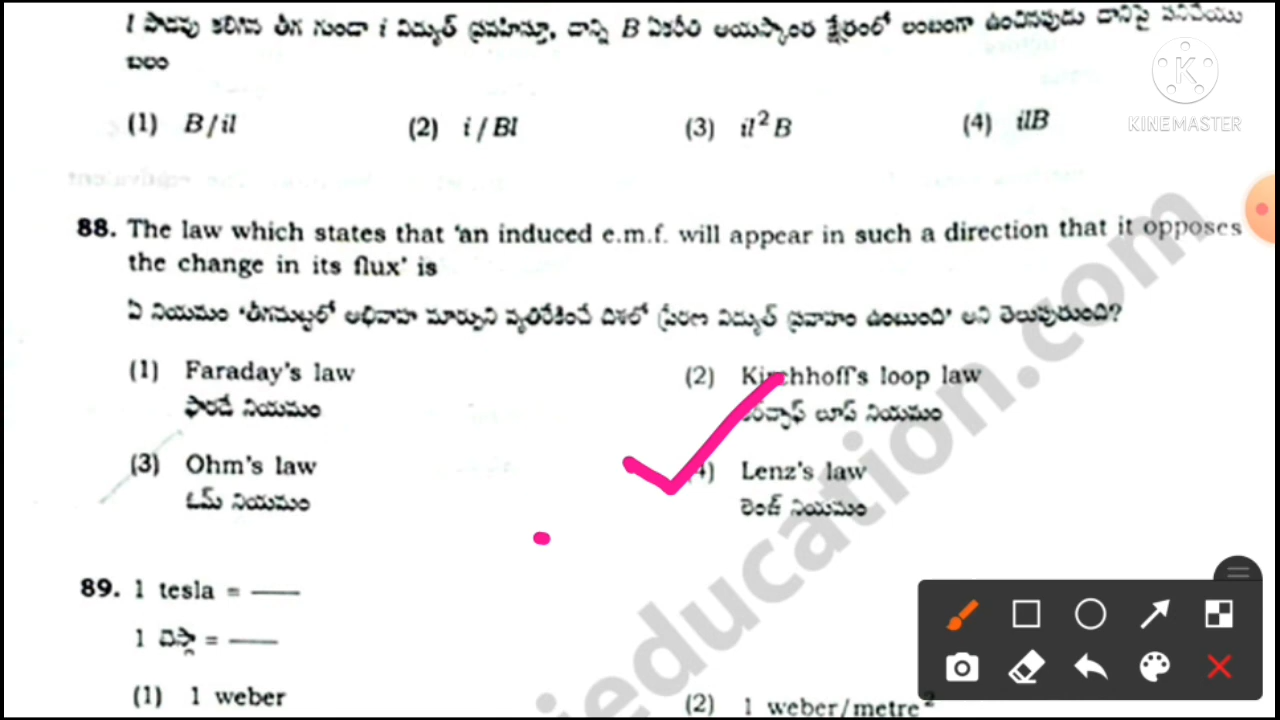 l పొడవు కలిగిన తీగ గుండా i విద్యుత్ ప్రవహిస్తూ, దాన్ని B ఏకరీతి అయస్కాంత క్షేత్రంలో లంబంగా ఉంచినపుడు దానిపై పనిచేయు
బలం
(1) B/il (2) i/Bl (3) il²B (4) ilB
KINEMASTER
88. The law which states that 'an induced e.m.f. will appear in such a direction that it opposes
the change in its flux' is
ఏ నియమం 'తీగచుట్టలో అభివాహ మార్పుని వ్యతిరేకించే దిశలో ప్రేరణ విద్యుత్ ప్రవాహం ఉంటుంది' అని తెలుపుతుంది?
(1) Faraday's law (2) Kirchhoff's loop law
ఫారడే నియమం కిర్చాఫ్ లూప్ నియమం
(3) Ohm's law (4) Lenz's law
ఓమ్ నియమం లెంజ్ నియమం
89. 1 tesla = ——
1 టెస్లా = ——
(1) 1 weber (2) 1 weber/metre²
education.com